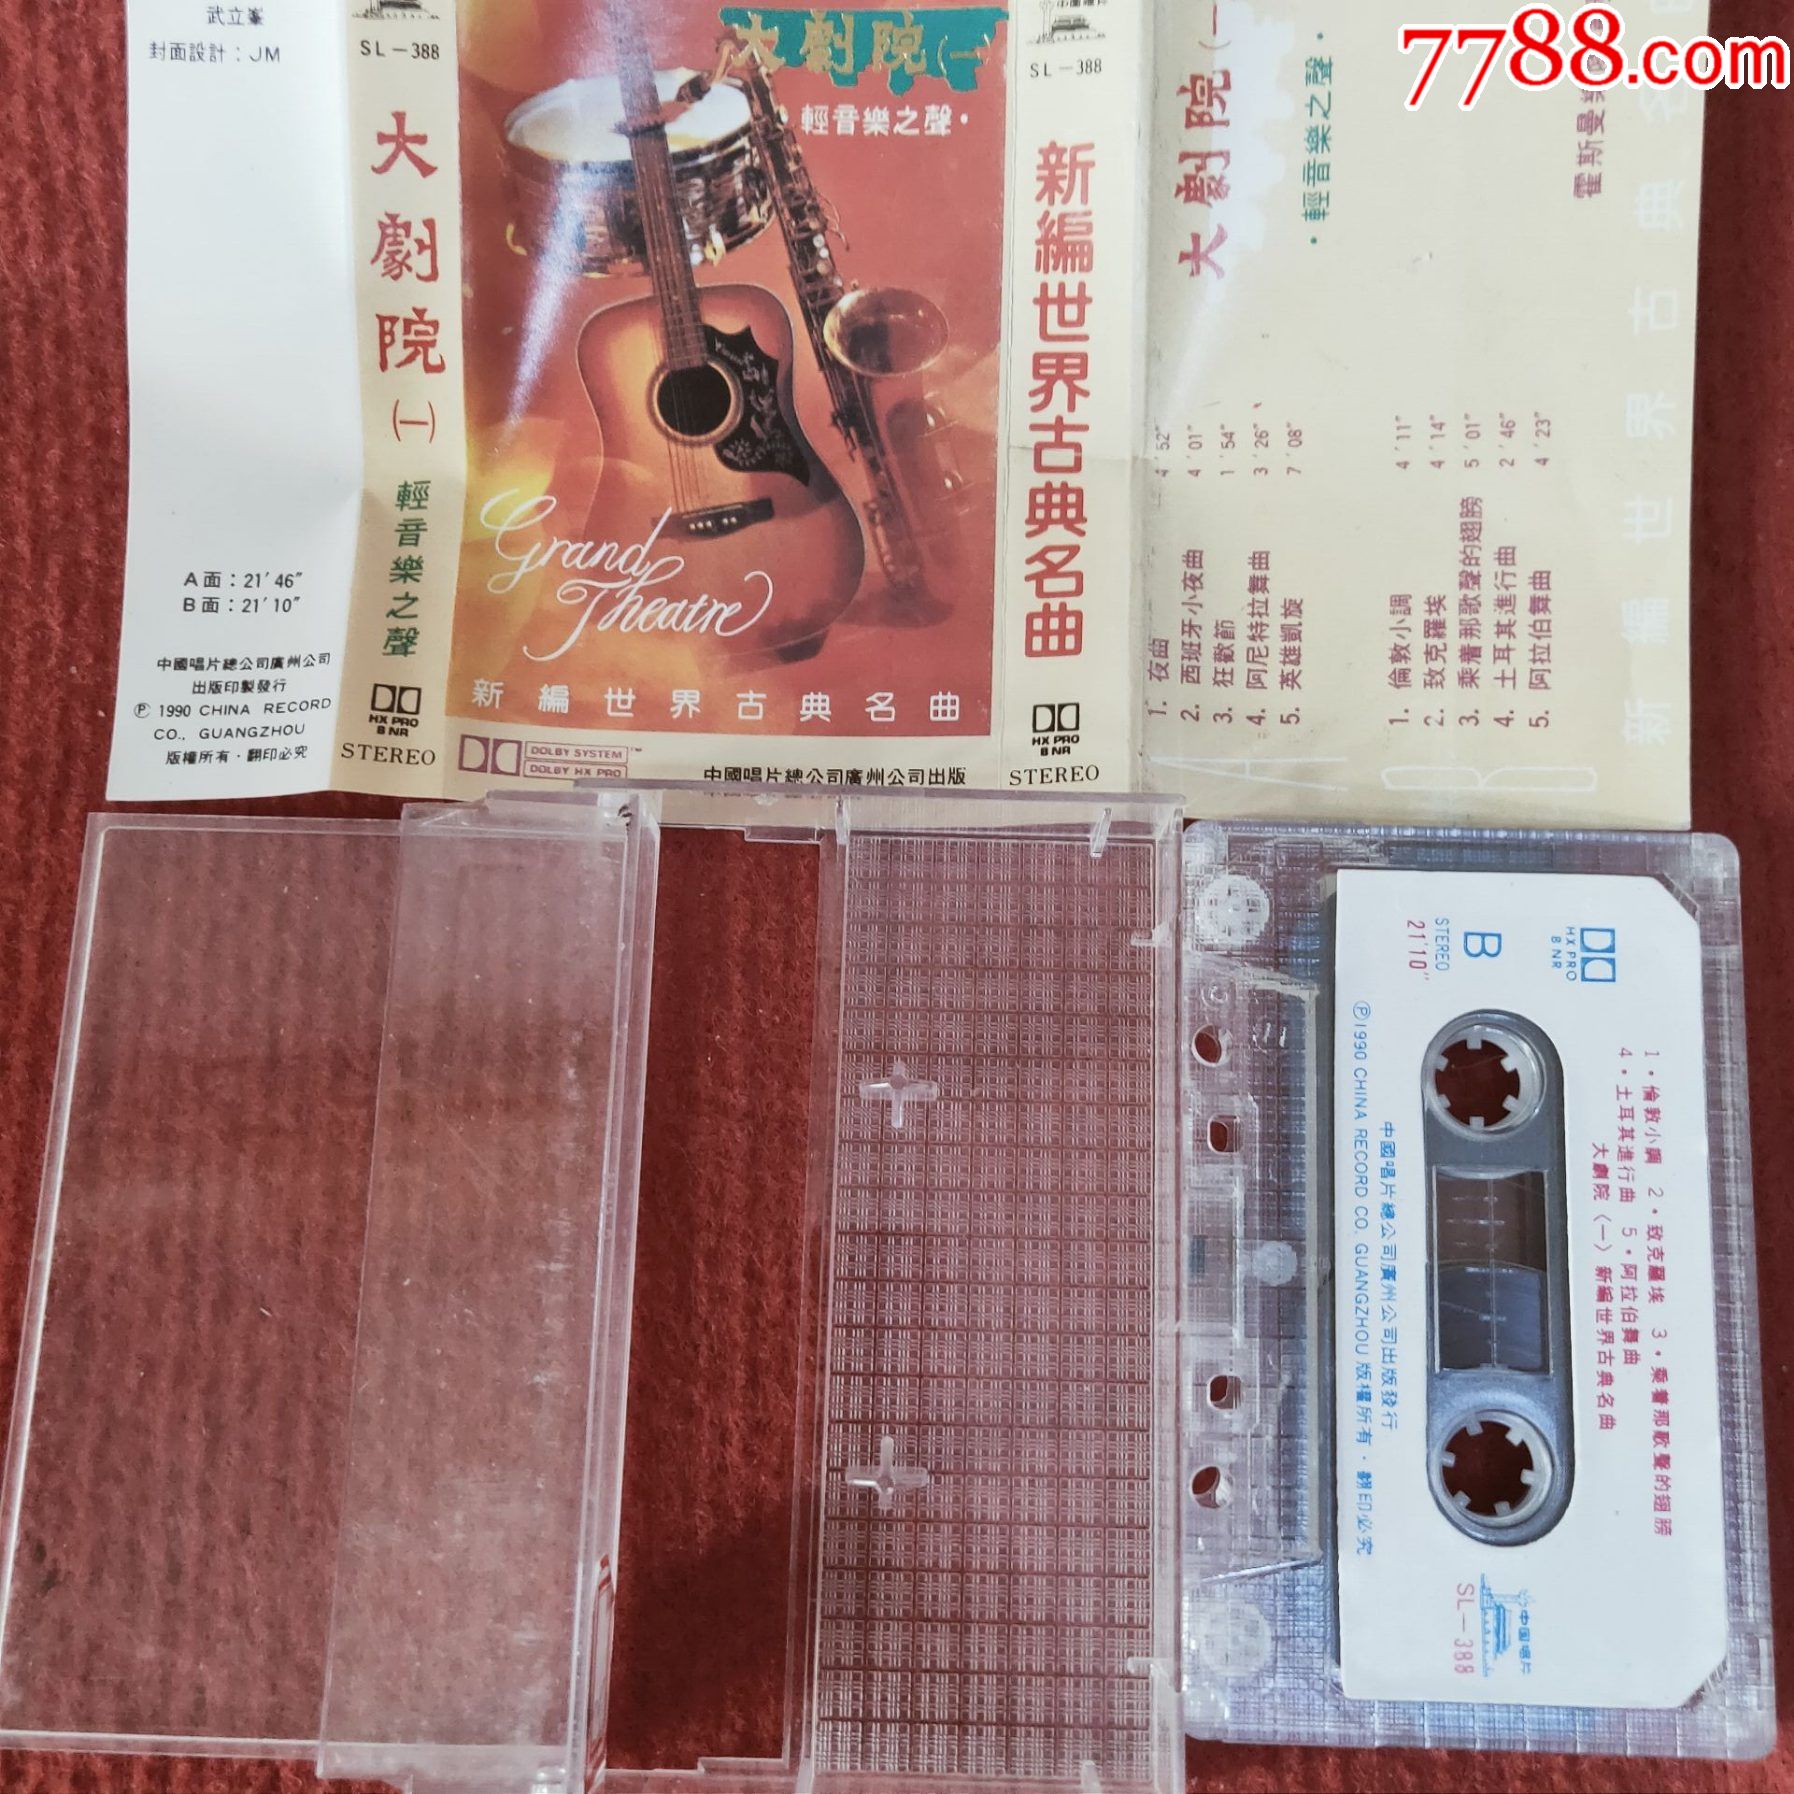 7788.com
武立峯
封面設計：JM
A面：21′46″
B面：21′10″
中國唱片總公司廣州公司
出版印製發行
Ⓟ 1990 CHINA RECORD
CO., GUANGZHOU
版權所有·翻印必究
SL－388
大劇院㈠
輕音樂之聲
HX PRO
B NR
STEREO
大劇院㈠
·輕音樂之聲·
Grand
Theatre
新編世界古典名曲
DOLBY SYSTEM
DOLBY HX PRO
中國唱片總公司廣州公司出版
SL－388
新編世界古典名曲
HX PRO
B NR
STEREO
大劇院㈠
·輕音樂之聲·
霍斯曼
A
1. 夜曲 4′52″
2. 西班牙小夜曲 4′01″
3. 狂歡節 1′54″
4. 阿尼特拉舞曲 3′26″
5. 英雄凱旋 7′08″
B
1. 倫敦小調 4′11″
2. 致克羅埃 4′14″
3. 乘着那歌聲的翅膀 5′01″
4. 土耳其進行曲 2′46″
5. 阿拉伯舞曲 4′23″
新編世界古典名
HX PRO
B NR
B
STEREO
21′10″
1·倫敦小調 2·致克羅埃 3·乘着那歌聲的翅膀
4·土耳其進行曲 5·阿拉伯舞曲
大劇院〈一〉新編世界古典名曲
中國唱片總公司廣州公司出版發行
Ⓟ1990 CHINA RECORD CO. GUANGZHOU 版權所有·翻印必究
中国唱片
SL－388